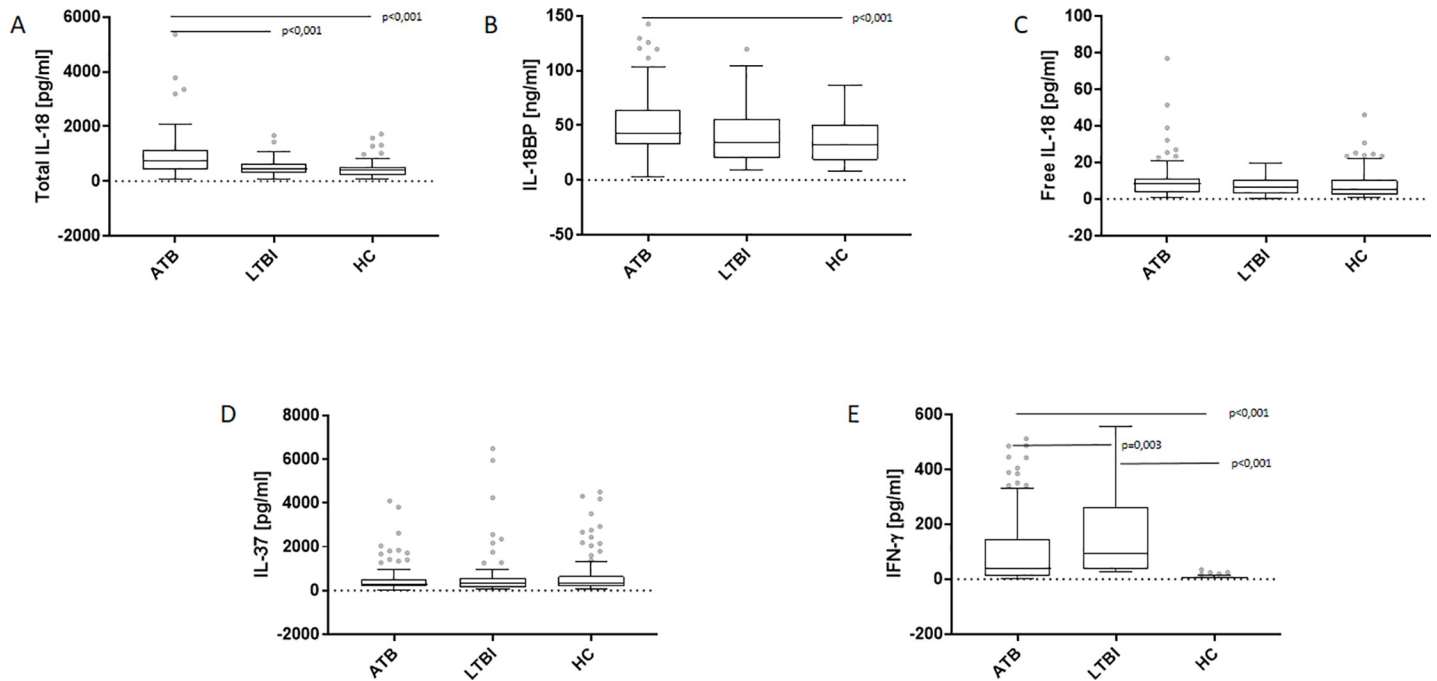 A
Total IL-18 [pg/ml]
6000
4000
2000
0
-2000
p<0,001
p<0,001
ATB
LTBI
HC
B
IL-18BP [ng/ml]
150
100
50
0
-50
p<0,001
ATB
LTBI
HC
C
Free IL-18 [pg/ml]
100
80
60
40
20
0
-20
ATB
LTBI
HC
D
IL-37 [pg/ml]
8000
6000
4000
2000
0
-2000
ATB
LTBI
HC
E
IFN-γ [pg/ml]
600
400
200
0
-200
p<0,001
p=0,003
p<0,001
ATB
LTBI
HC